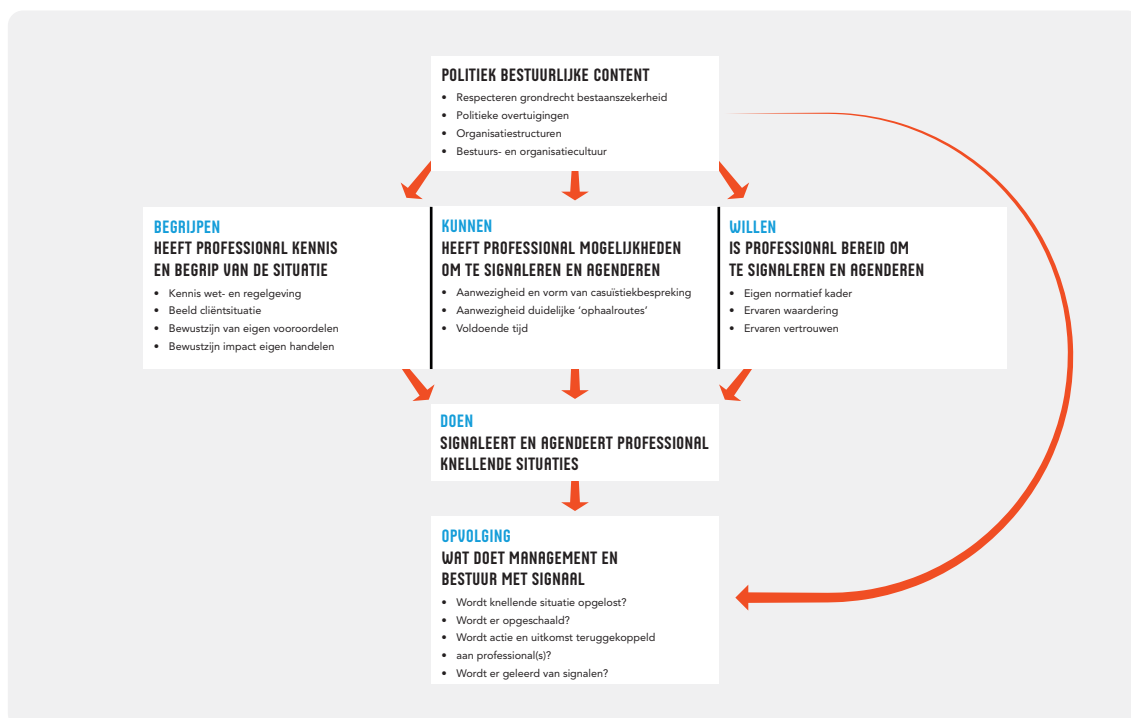 POLITIEK BESTUURLIJKE CONTENT
• Respecteren grondrecht bestaanszekerheid
• Politieke overtuigingen
• Organisatiestructuren
• Bestuurs- en organisatiecultuur
BEGRIJPEN
HEEFT PROFESSIONAL KENNIS
EN BEGRIP VAN DE SITUATIE
• Kennis wet- en regelgeving
• Beeld cliëntsituatie
• Bewustzijn van eigen vooroordelen
• Bewustzijn impact eigen handelen
KUNNEN
HEEFT PROFESSIONAL MOGELIJKHEDEN
OM TE SIGNALEREN EN AGENDEREN
• Aanwezigheid en vorm van casuïstiekbespreking
• Aanwezigheid duidelijke ‘ophaalroutes’
• Voldoende tijd
WILLEN
IS PROFESSIONAL BEREID OM
TE SIGNALEREN EN AGENDEREN
• Eigen normatief kader
• Ervaren waardering
• Ervaren vertrouwen
DOEN
SIGNALEERT EN AGENDEERT PROFESSIONAL
KNELLENDE SITUATIES
OPVOLGING
WAT DOET MANAGEMENT EN
BESTUUR MET SIGNAAL
• Wordt knellende situatie opgelost?
• Wordt er opgeschaald?
• Wordt actie en uitkomst teruggekoppeld
• aan professional(s)?
• Wordt er geleerd van signalen?